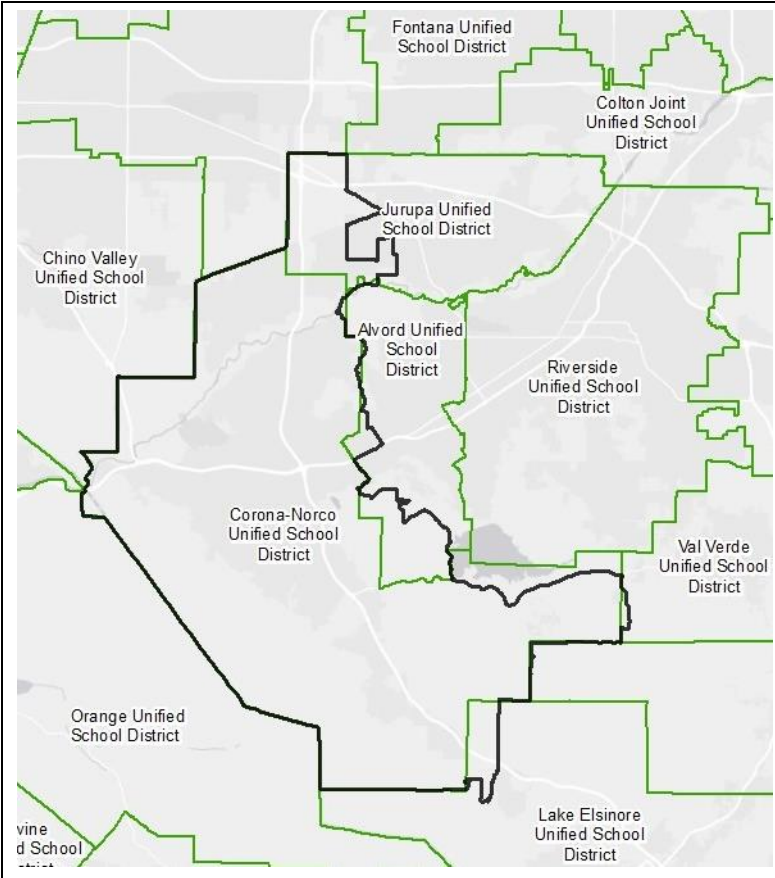 Fontana Unified
School District
Colton Joint
Unified School
District
Jurupa Unified
School District
Chino Valley
Unified School
District
Alvord Unified
School
District
Riverside
Unified School
District
Corona-Norco
Unified School
District
Val Verde
Unified School
District
Orange Unified
School District
Lake Elsinore
Unified School
District
vine
d School